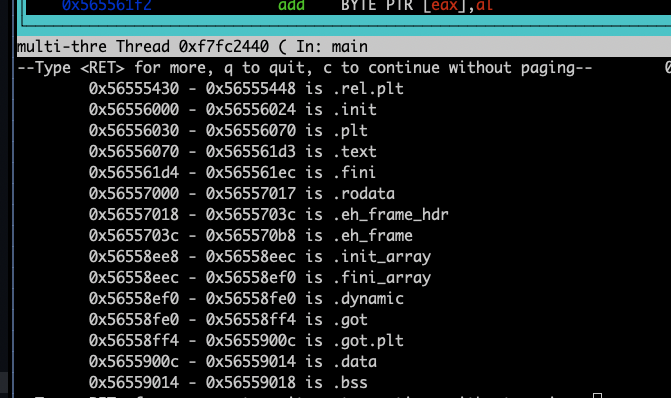 0x565561f2 add BYTE PTR [eax],al
multi-thre Thread 0xf7fc2440 ( In: main
--Type <RET> for more, q to quit, c to continue without paging--
0x56555430 - 0x56555448 is .rel.plt
0x56556000 - 0x56556024 is .init
0x56556030 - 0x56556070 is .plt
0x56556070 - 0x565561d3 is .text
0x565561d4 - 0x565561ec is .fini
0x56557000 - 0x56557017 is .rodata
0x56557018 - 0x5655703c is .eh_frame_hdr
0x5655703c - 0x565570b8 is .eh_frame
0x56558ee8 - 0x56558eec is .init_array
0x56558eec - 0x56558ef0 is .fini_array
0x56558ef0 - 0x56558fe0 is .dynamic
0x56558fe0 - 0x56558ff4 is .got
0x56558ff4 - 0x5655900c is .got.plt
0x5655900c - 0x56559014 is .data
0x56559014 - 0x56559018 is .bss